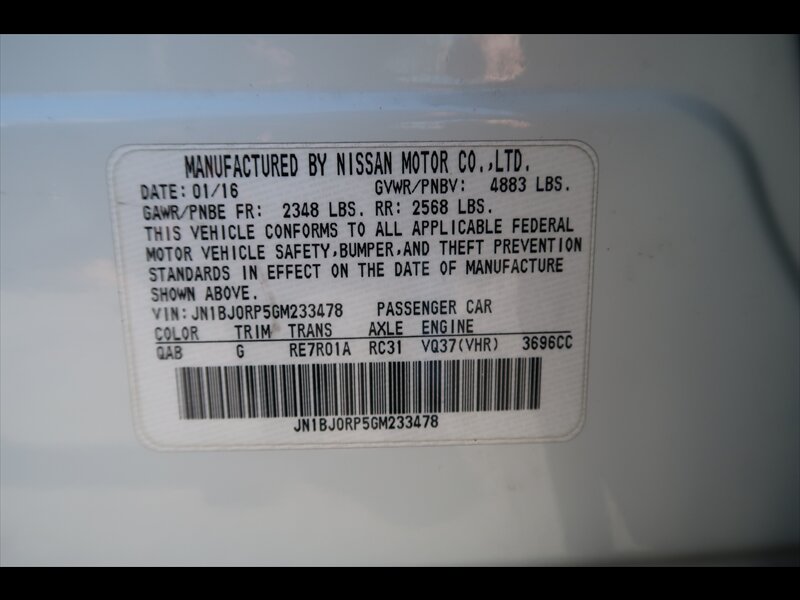 MANUFACTURED BY NISSAN MOTOR CO.,LTD.
DATE: 01/16 GVWR/PNBV: 4883 LBS.
GAWR/PNBE FR: 2348 LBS. RR: 2568 LBS.
THIS VEHICLE CONFORMS TO ALL APPLICABLE FEDERAL
MOTOR VEHICLE SAFETY,BUMPER,AND THEFT PREVENTION
STANDARDS IN EFFECT ON THE DATE OF MANUFACTURE
SHOWN ABOVE.
VIN: JN1BJ0RP5GM233478 PASSENGER CAR
COLOR TRIM TRANS AXLE ENGINE
QAB G RE7R01A RC31 VQ37(VHR) 3696CC
JN1BJ0RP5GM233478